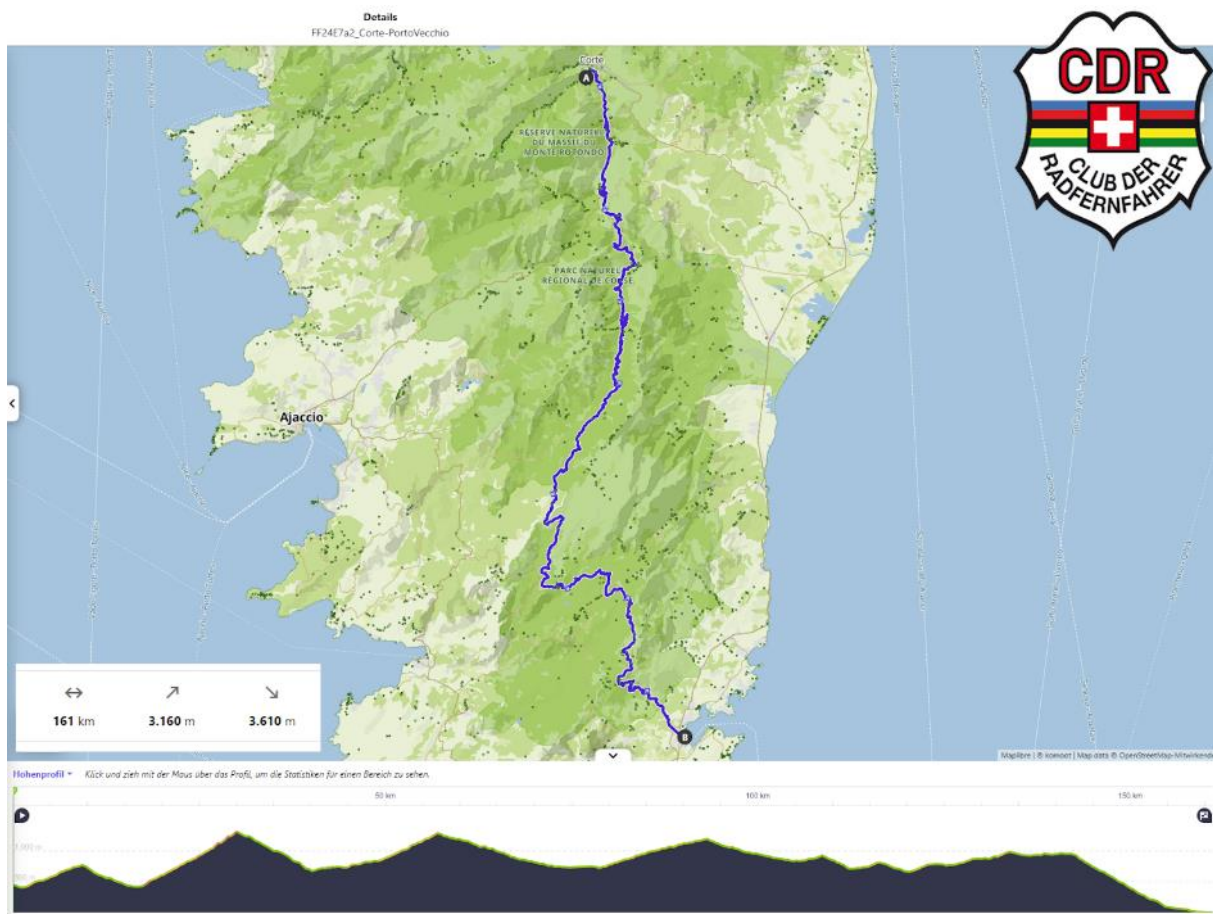 Details
FF24E7a2_Corte-PortoVecchio
CDR
CLUB DER
RADFERNFAHRER
Corte
A
RÉSERVE NATURELLE
DU MASSIF DU
MONTE ROTONDO
PARC NATUREL
RÉGIONAL DE CORSE
Ajaccio
B
161 km
3.160 m
3.610 m
Maplibre | © komoot | Map data © OpenStreetMap-Mitwirkende
Höhenprofil
Klick und zieh mit der Maus über das Profil, um die Statistiken für einen Bereich zu sehen.
50 km
100 km
150 km